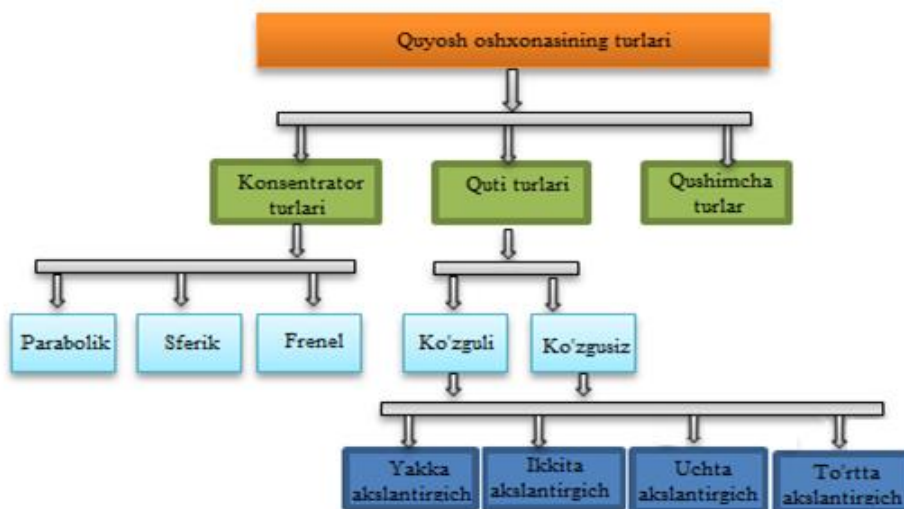 Quyosh oshxonasining turlari
Konsentrator
turlari
Quti turlari
Qushimcha
turlar
Parabolik
Sferik
Frenel
Ko'zguli
Ko'zgusiz
Yakka
akslantirgich
Ikkita
akslantirgich
Uchta
akslantirgich
To'rtta
akslantirgich